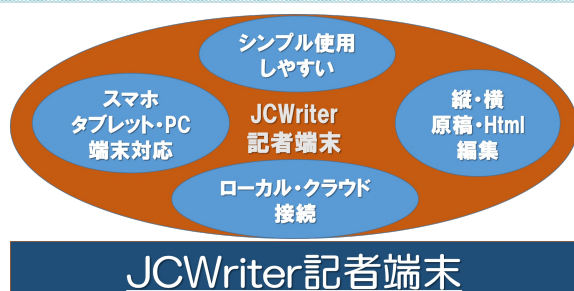 シンプル使用
しやすい
スマホ
タブレット・PC
端末対応
JCWriter
記者端末
縦・横
原稿・Html
編集
ローカル・クラウド
接続
JCWriter記者端末